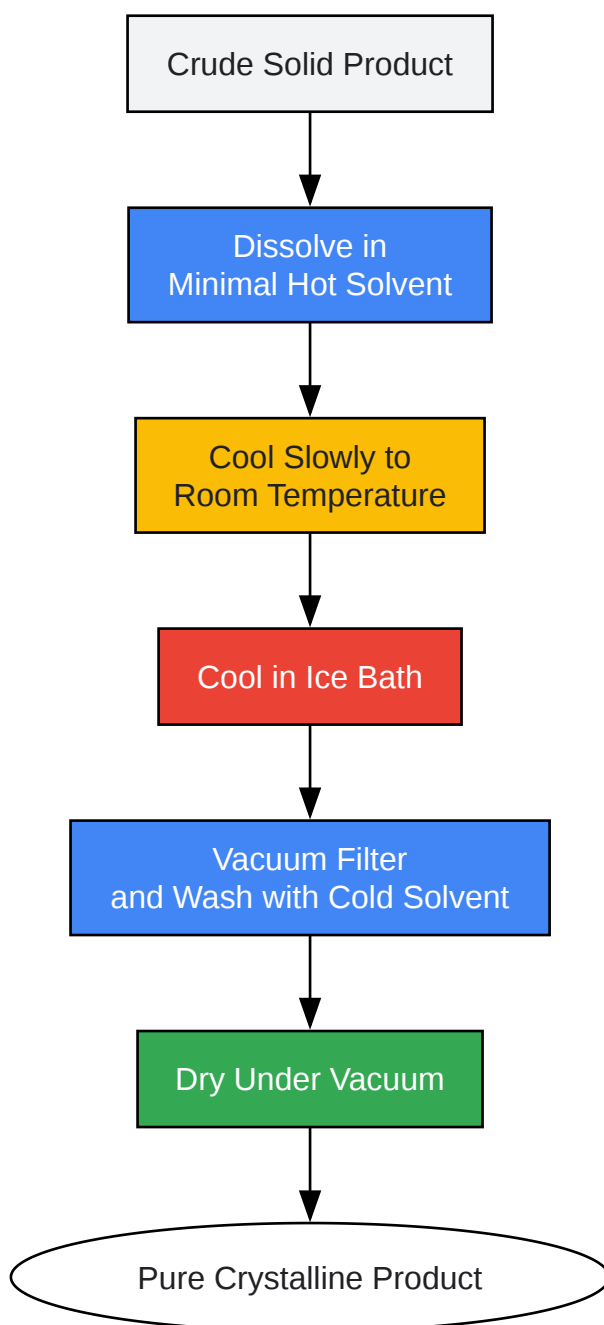 Crude Solid Product
Dissolve in
Minimal Hot Solvent
Cool Slowly to
Room Temperature
Cool in Ice Bath
Vacuum Filter
and Wash with Cold Solvent
Dry Under Vacuum
Pure Crystalline Product